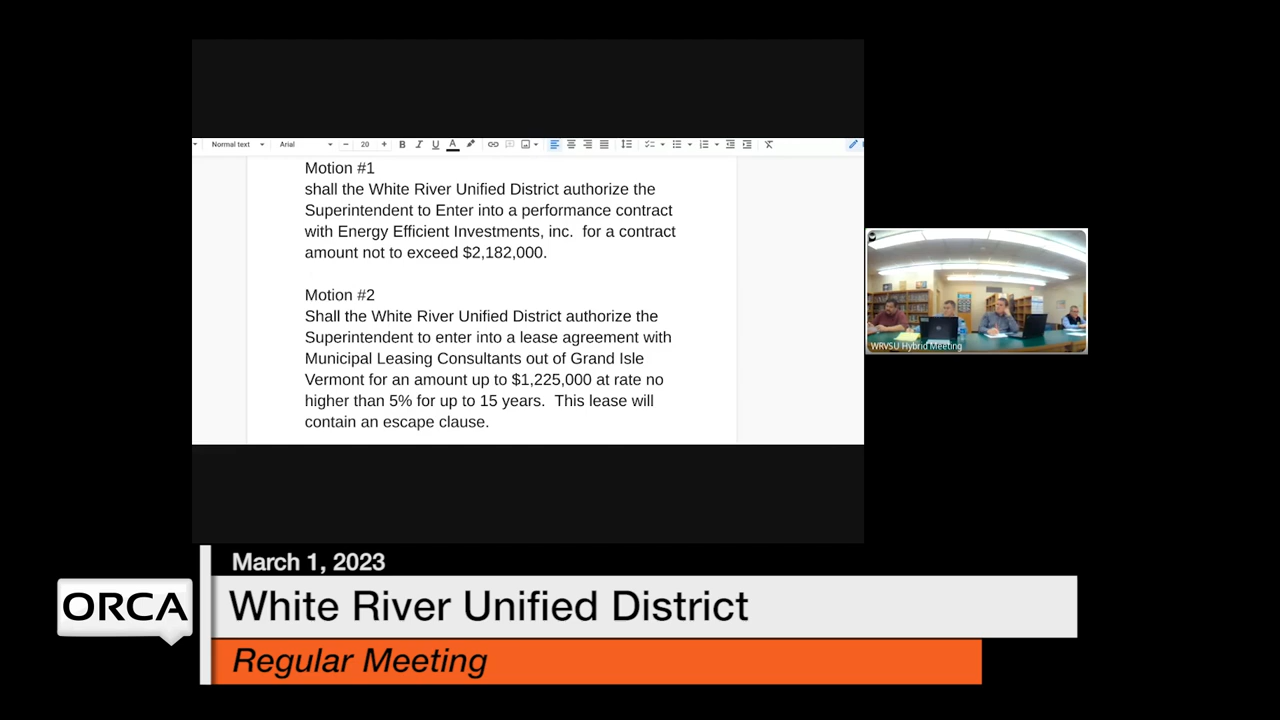 Normal text
Arial
20
B I U A
Motion #1
shall the White River Unified District authorize the
Superintendent to Enter into a performance contract
with Energy Efficient Investments, inc.  for a contract
amount not to exceed $2,182,000.
Motion #2
Shall the White River Unified District authorize the
Superintendent to enter into a lease agreement with
Municipal Leasing Consultants out of Grand Isle
Vermont for an amount up to $1,225,000 at rate no
higher than 5% for up to 15 years.  This lease will
contain an escape clause.
WRVSU Hybrid Meeting
March 1, 2023
ORCA
White River Unified District
Regular Meeting